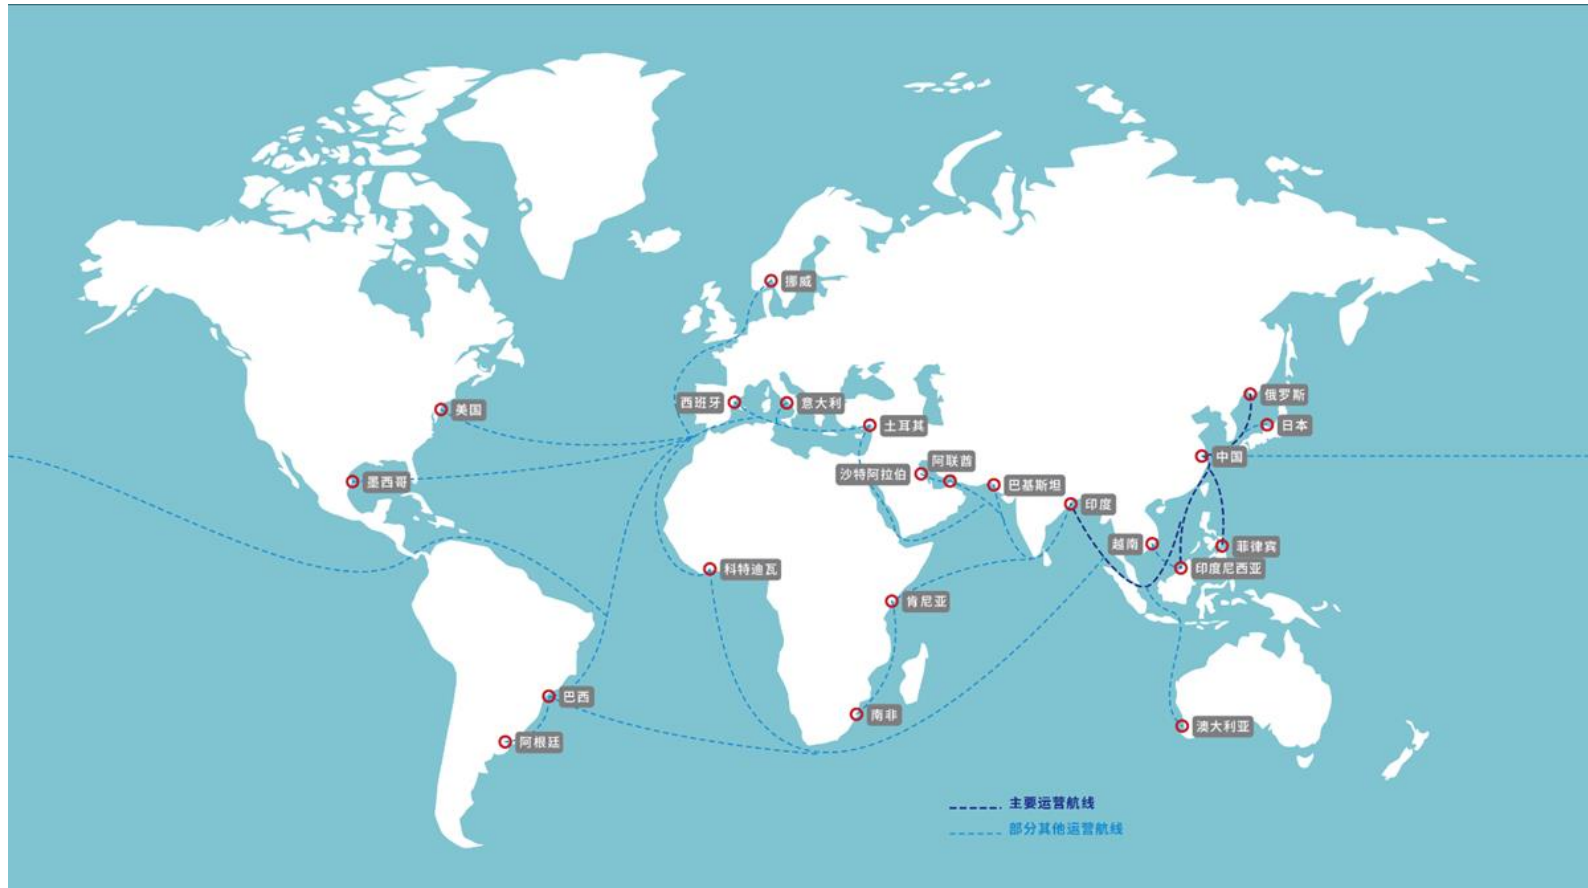 挪威
俄罗斯
西班牙
意大利
美国
土耳其
日本
中国
阿联酋
沙特阿拉伯
墨西哥
巴基斯坦
印度
越南
菲律宾
印度尼西亚
科特迪瓦
肯尼亚
巴西
南非
澳大利亚
阿根廷
主要运营航线
部分其他运营航线